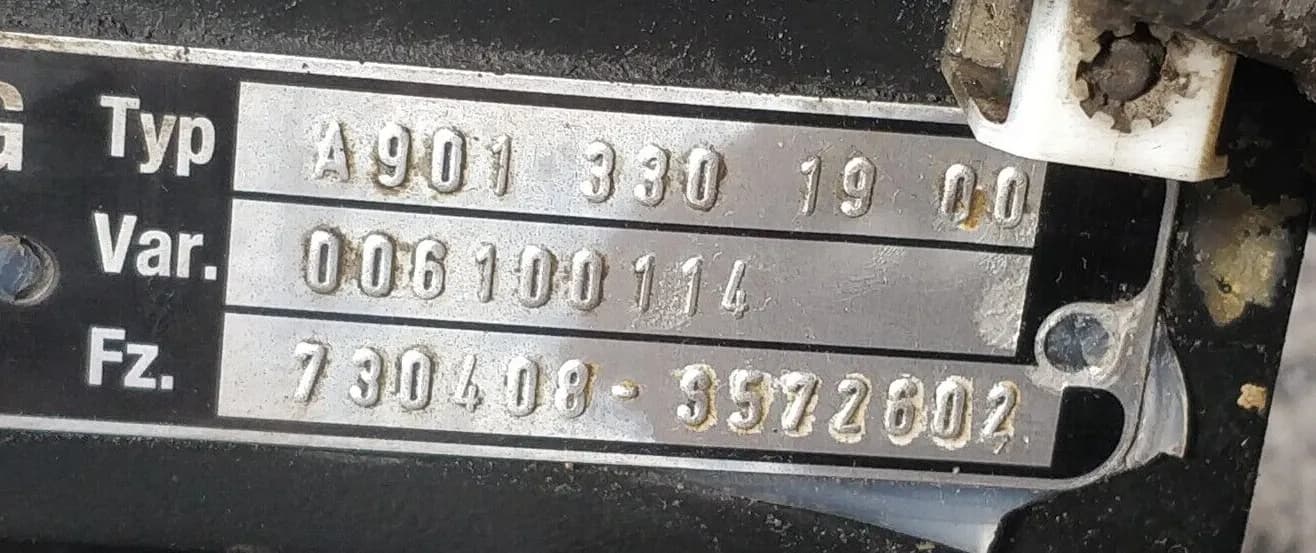 G
Typ A901 330 19 00
Var. 006100114
Fz. 730408-3572602